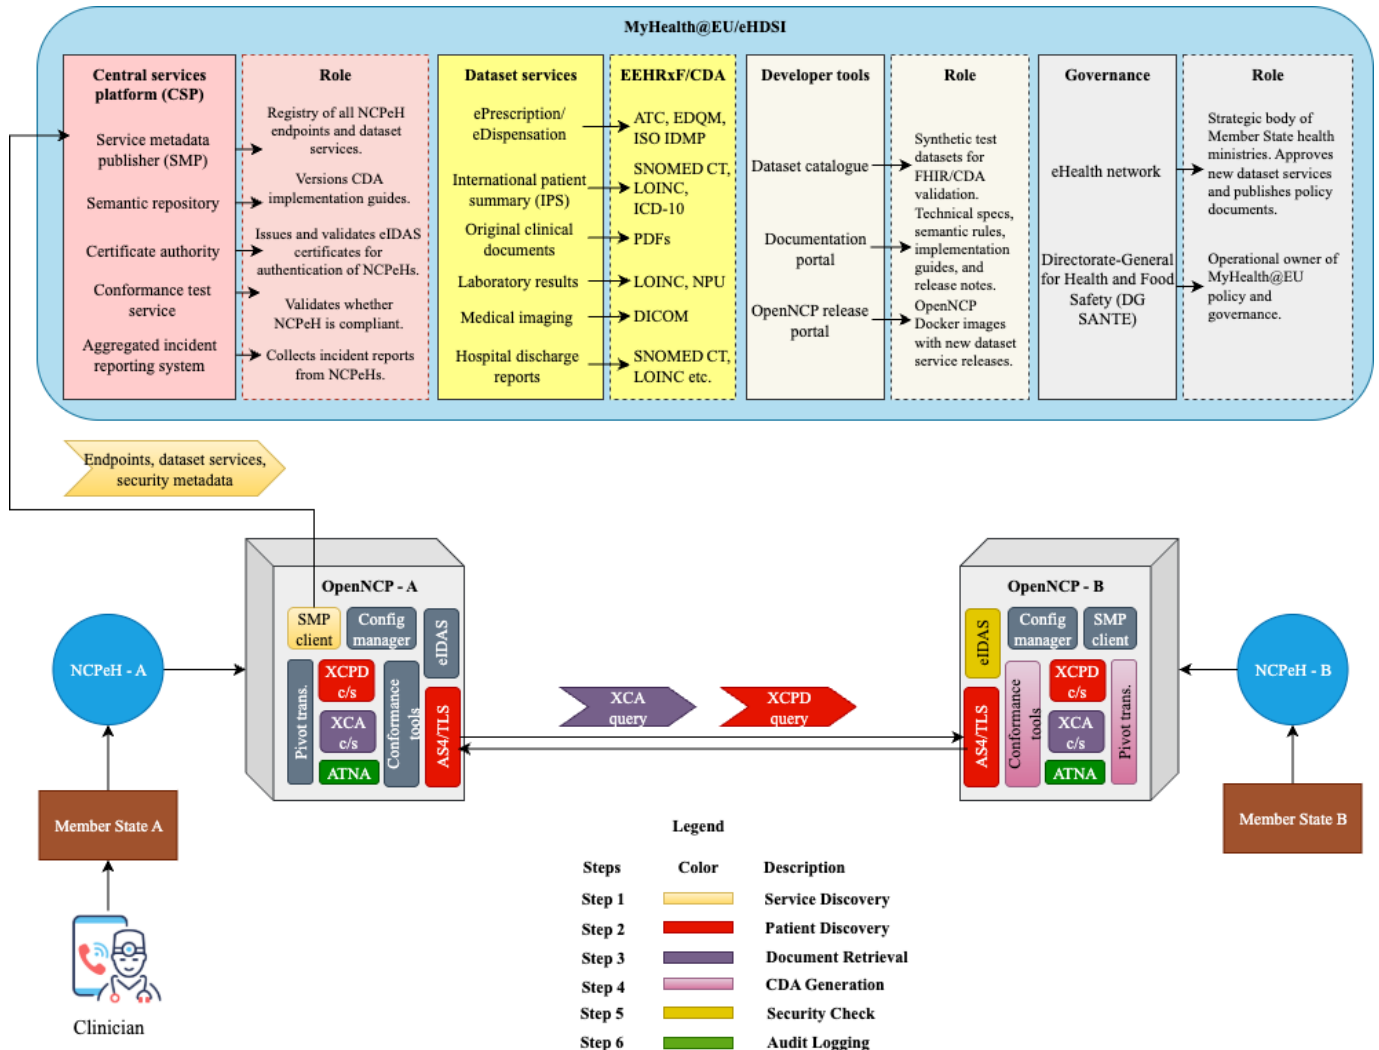 MyHealth@EU/eHDSI
Central services
platform (CSP)
Service metadata
publisher (SMP)
Semantic repository
Certificate authority
Conformance test
service
Aggregated incident
reporting system
Role
Registry of all NCPeH
endpoints and dataset
services.
Versions CDA
implementation guides.
Issues and validates eIDAS
certificates for
authentication of NCPeHs.
Validates whether
NCPeH is compliant.
Collects incident reports
from NCPeHs.
Dataset services
ePrescription/
eDispensation
International patient
summary (IPS)
Original clinical
documents
Laboratory results
Medical imaging
Hospital discharge
reports
EEHRxF/CDA
ATC, EDQM,
ISO IDMP
SNOMED CT,
LOINC,
ICD-10
PDFs
LOINC, NPU
DICOM
SNOMED CT,
LOINC etc.
Developer tools
Dataset catalogue
Documentation
portal
OpenNCP release
portal
Role
Synthetic test
datasets for
FHIR/CDA
validation.
Technical specs,
semantic rules,
implementation
guides, and
release notes.
OpenNCP
Docker images
with new dataset
service releases.
Governance
eHealth network
Directorate-General
for Health and Food
Safety (DG
SANTE)
Role
Strategic body of
Member State health
ministries. Approves
new dataset services
and publishes policy
documents.
Operational owner of
MyHealth@EU
policy and
governance.
Endpoints, dataset services,
security metadata
OpenNCP - A
SMP
client
Config
manager
eIDAS
Pivot trans.
XCPD
c/s
XCA
c/s
ATNA
Conformance
tools
AS4/TLS
NCPeH - A
Member State A
Clinician
XCA
query
XCPD
query
OpenNCP - B
eIDAS
Config
manager
SMP
client
AS4/TLS
Conformance
tools
XCPD
c/s
XCA
c/s
ATNA
Pivot trans.
NCPeH - B
Member State B
Legend
Steps Color Description
Step 1 Service Discovery
Step 2 Patient Discovery
Step 3 Document Retrieval
Step 4 CDA Generation
Step 5 Security Check
Step 6 Audit Logging